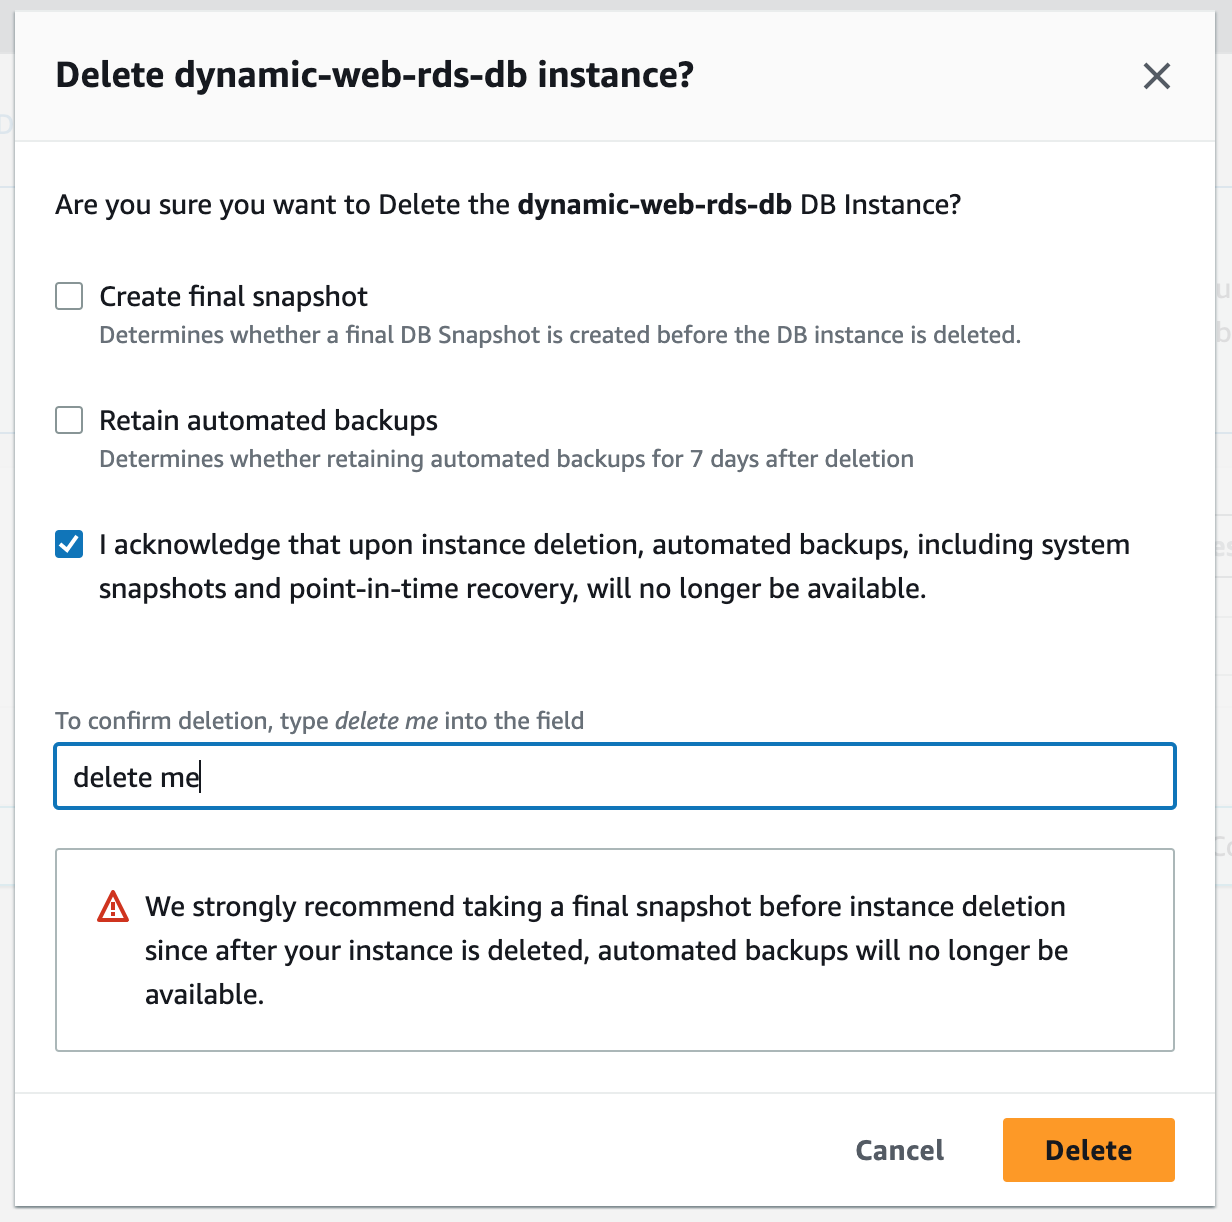 Delete dynamic-web-rds-db instance?
Are you sure you want to Delete the dynamic-web-rds-db DB Instance?
Create final snapshot
Determines whether a final DB Snapshot is created before the DB instance is deleted.
Retain automated backups
Determines whether retaining automated backups for 7 days after deletion
I acknowledge that upon instance deletion, automated backups, including system
snapshots and point-in-time recovery, will no longer be available.
To confirm deletion, type delete me into the field
delete me
We strongly recommend taking a final snapshot before instance deletion
since after your instance is deleted, automated backups will no longer be
available.
Cancel
Delete